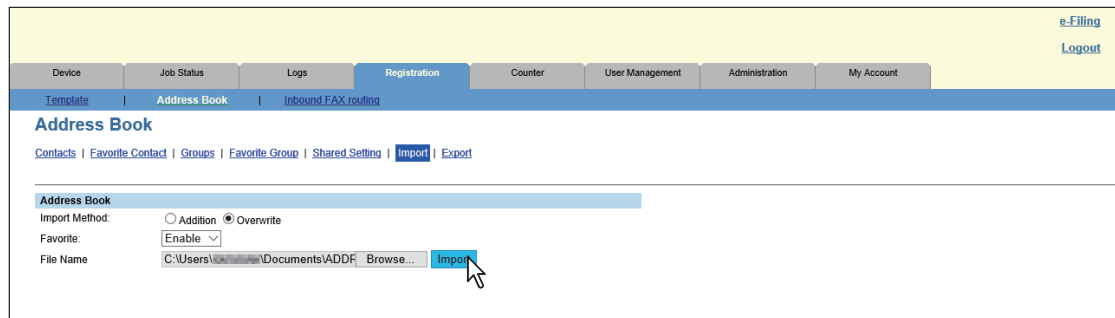 e-Filing
Logout
Device Job Status Logs Registration Counter User Management Administration My Account
Template | Address Book | Inbound FAX routing
Address Book
Contacts | Favorite Contact | Groups | Favorite Group | Shared Setting | Import | Export
Address Book
Import Method: Addition Overwrite
Favorite: Enable
File Name C:\Users\ \Documents\ADDR Browse... Import